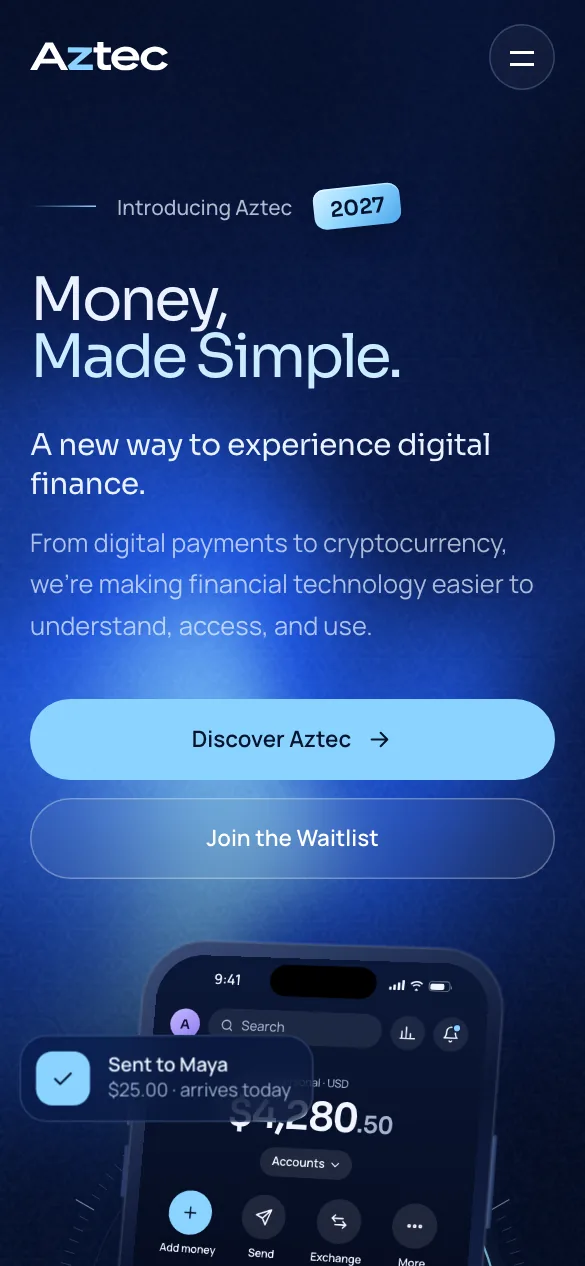 Aztec
Introducing Aztec 2027
Money,
Made Simple.
A new way to experience digital
finance.
From digital payments to cryptocurrency,
we're making financial technology easier to
understand, access, and use.
Discover Aztec →
Join the Waitlist
9:41
A Search
Sent to Maya
$25.00 · arrives today
· USD
$4,280.50
Accounts
Add money Send Exchange More